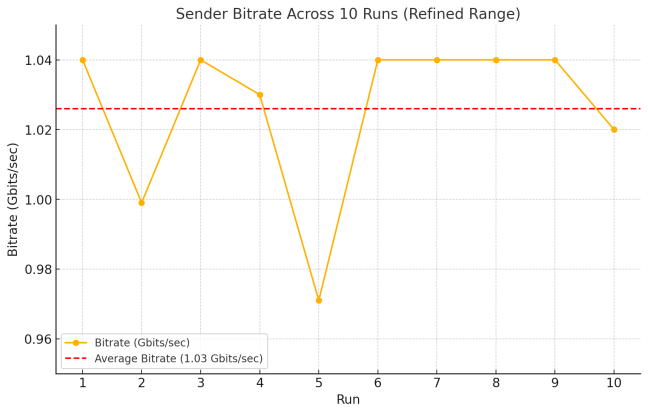 Sender Bitrate Across 10 Runs (Refined Range)
Bitrate (Gbits/sec)
1.04
1.02
1.00
0.98
0.96
Bitrate (Gbits/sec)
Average Bitrate (1.03 Gbits/sec)
1 2 3 4 5 6 7 8 9 10
Run